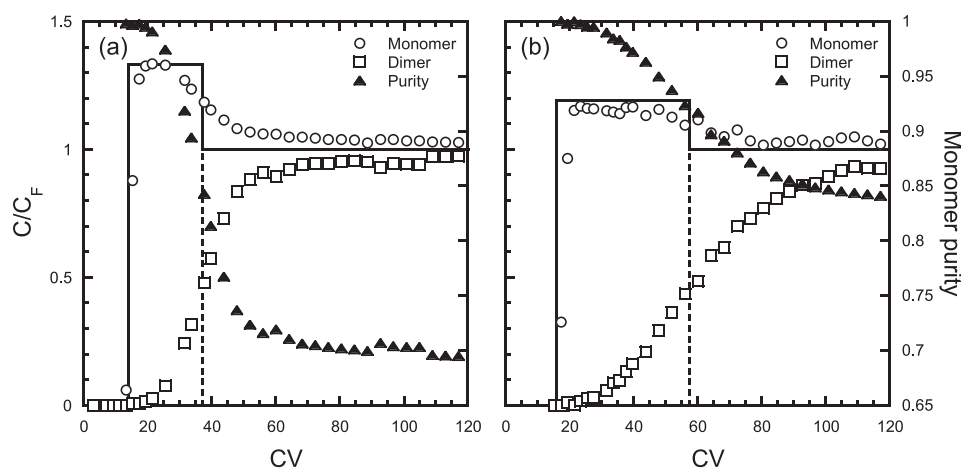 1.5
1
0.5
0
C/C_F
(a)
Monomer
Dimer
Purity
0 20 40 60 80 100 120
CV
(b)
Monomer
Dimer
Purity
0 20 40 60 80 100 120
CV
1
0.95
0.9
0.85
0.8
0.75
0.7
0.65
Monomer purity